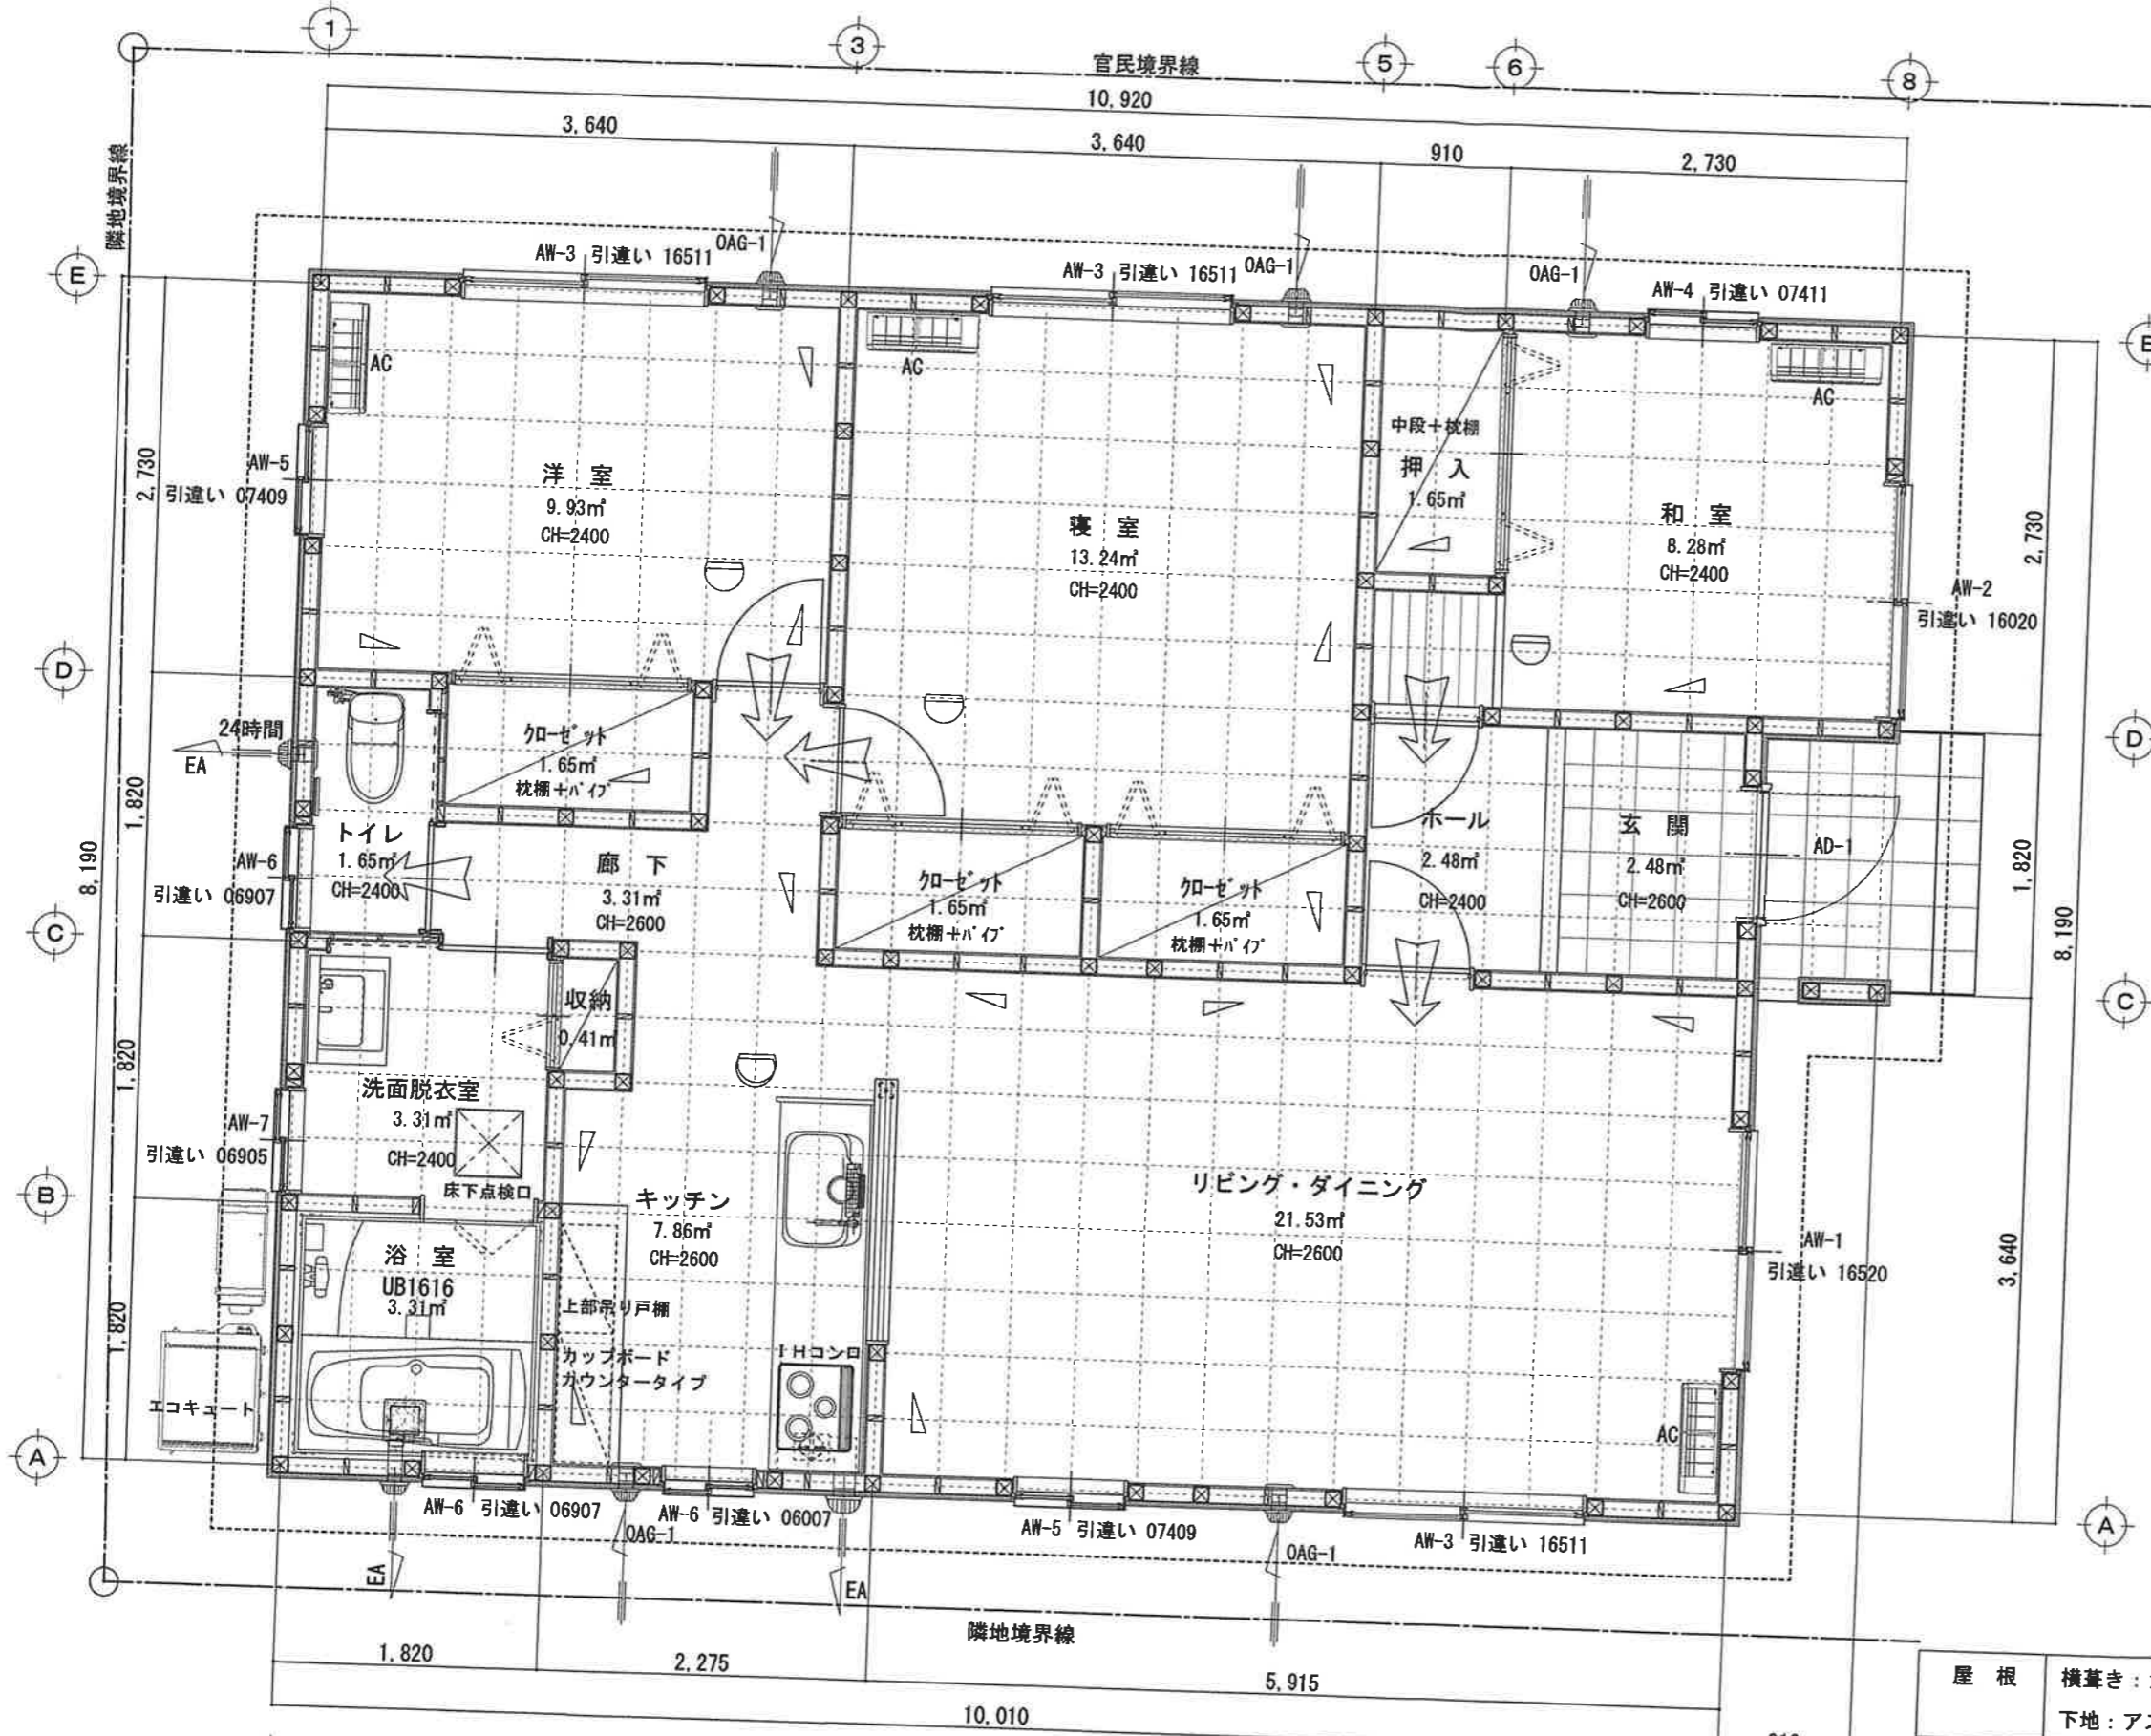 1
3
5
6
8
官民境界線
10,920
3,640
3,640
910
2,730
隣地境界線
E
AW-3 引違い 16511
OAG-1
AW-3 引違い 16511
OAG-1
OAG-1
AW-4 引違い 07411
AC
AC
AC
2,730
AW-5
引違い 07409
洋 室
9.93㎡
CH=2400
寝 室
13.24㎡
CH=2400
中段+枕棚
押 入
1.65㎡
和 室
8.28㎡
CH=2400
2,730
AW-2
引違い 16020
D
24時間
EA
クローゼット
1.65㎡
枕棚+パイプ
D
1,820
8,190
トイレ
1.65㎡
CH=2400
AW-6
引違い 06907
廊 下
3.31㎡
CH=2600
クローゼット
1.65㎡
枕棚+パイプ
クローゼット
1.65㎡
枕棚+パイプ
ホール
2.48㎡
CH=2400
玄 関
2.48㎡
CH=2600
AD-1
1,820
8,190
C
C
収納
0.41㎡
1,820
洗面脱衣室
3.31㎡
CH=2400
床下点検口
AW-7
引違い 06905
B
キッチン
7.86㎡
CH=2600
リビング・ダイニング
21.53㎡
CH=2600
AW-1
引違い 16520
3,640
浴 室
UB1616
3.31㎡
上部吊り戸棚
カップボード
カウンタータイプ
IHコンロ
1,820
エコキュート
AC
A
A
AW-6 引違い 06907
OAG-1
AW-6 引違い 06007
AW-5 引違い 07409
OAG-1
AW-3 引違い 16511
EA
EA
隣地境界線
1,820
2,275
5,915
10,010
屋 根
横葺き:
下地: